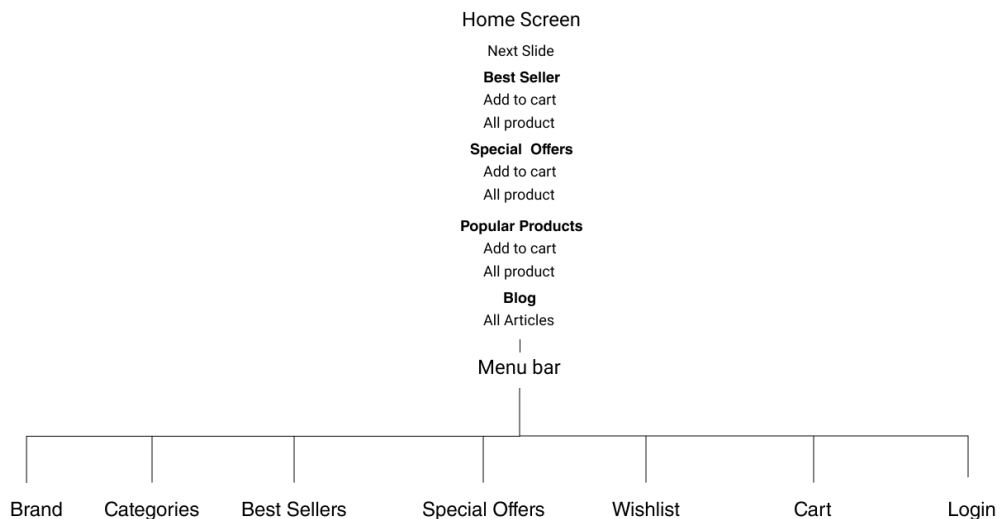 Home Screen
Next Slide
Best Seller
Add to cart
All product
Special  Offers
Add to cart
All product
Popular Products
Add to cart
All product
Blog
All Articles
Menu bar
Brand Categories Best Sellers Special Offers Wishlist Cart Login